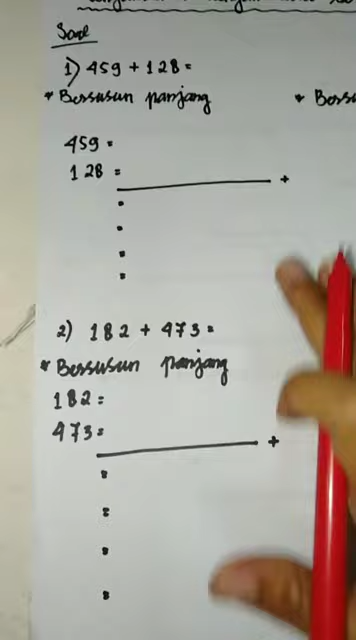 Soal
1) 459 + 128 =
* Bersusun panjang
459 =
128 =
+
2) 182 + 473 =
* Bersusun panjang
182 =
473 =
+